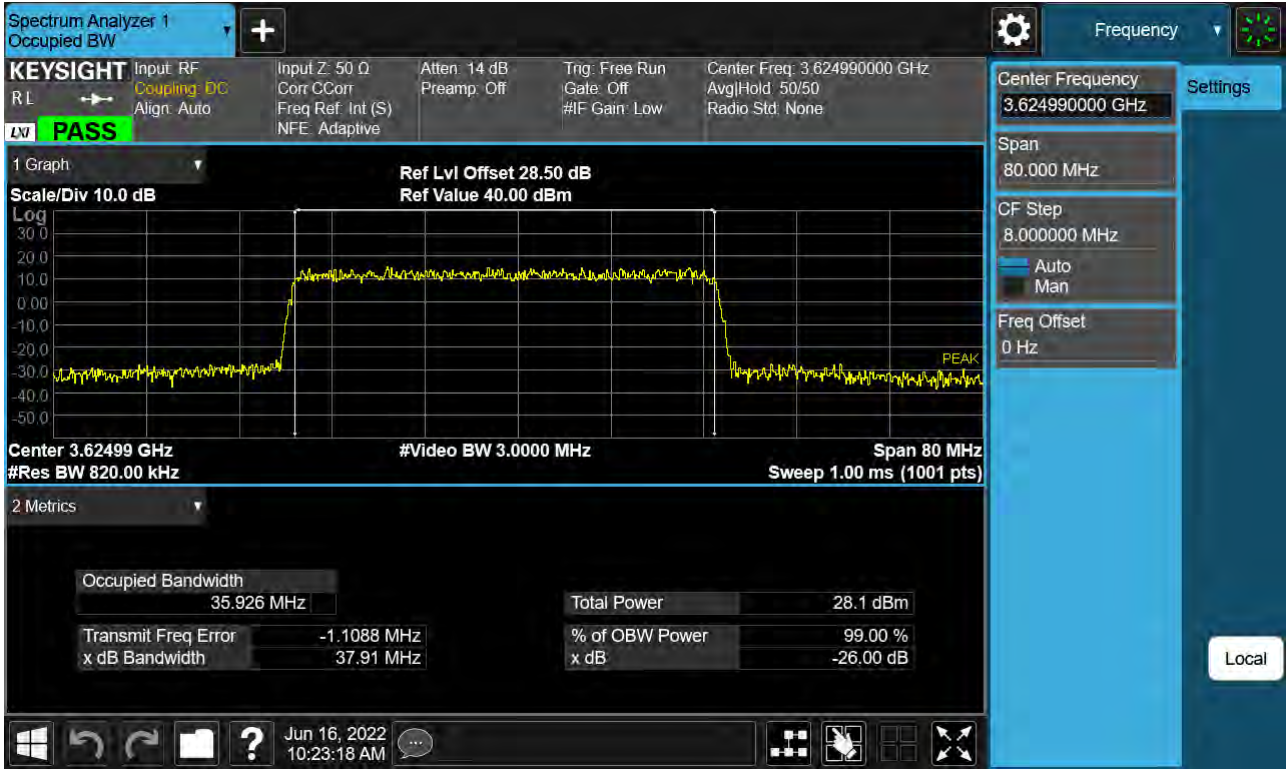 Spectrum Analyzer 1
Occupied BW
Frequency
KEYSIGHT
RL
LXI
PASS
Input: RF
Coupling: DC
Align: Auto
Input Z: 50 Ω
Corr CCorr
Freq Ref: Int (S)
NFE: Adaptive
Atten: 14 dB
Preamp: Off
Trig: Free Run
Gate: Off
#IF Gain: Low
Center Freq: 3.624990000 GHz
Avg|Hold: 50/50
Radio Std: None
1 Graph
Scale/Div 10.0 dB
Ref Lvl Offset 28.50 dB
Ref Value 40.00 dBm
Log
30.0
20.0
10.0
0.00
-10.0
-20.0
-30.0
-40.0
-50.0
PEAK
Center 3.62499 GHz
#Res BW 820.00 kHz
#Video BW 3.0000 MHz
Span 80 MHz
Sweep 1.00 ms (1001 pts)
2 Metrics
Occupied Bandwidth
35.926 MHz
Transmit Freq Error -1.1088 MHz
x dB Bandwidth 37.91 MHz
Total Power 28.1 dBm
% of OBW Power 99.00 %
x dB -26.00 dB
Center Frequency
3.624990000 GHz
Span
80.000 MHz
CF Step
8.000000 MHz
Auto
Man
Freq Offset
0 Hz
Settings
Local
?
Jun 16, 2022
10:23:18 AM